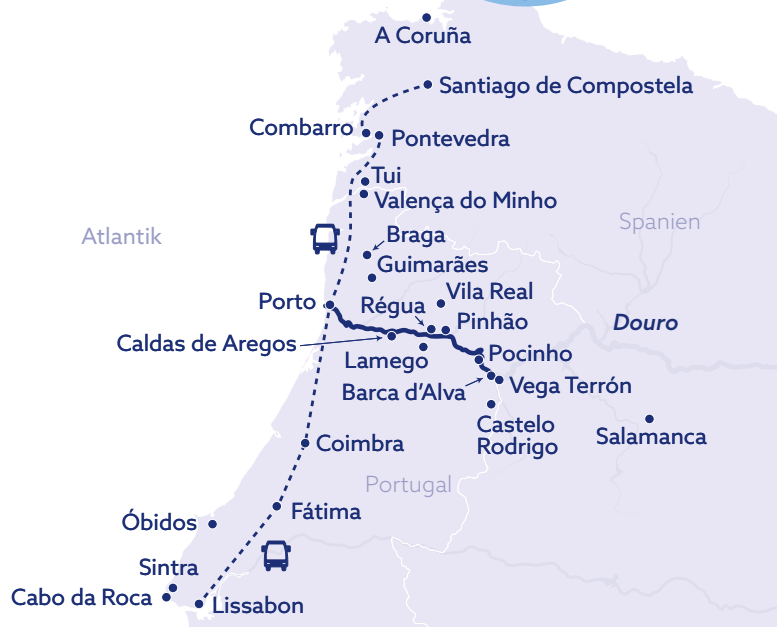 A Coruña
Santiago de Compostela
Combarro
Pontevedra
Tui
Valença do Minho
Atlantik
Spanien
Braga
Guimarães
Vila Real
Porto
Régua
Pinhão
Douro
Caldas de Aregos
Lamego
Pocinho
Barca d'Alva
Vega Terrón
Castelo
Rodrigo
Salamanca
Coimbra
Portugal
Fátima
Óbidos
Sintra
Cabo da Roca
Lissabon